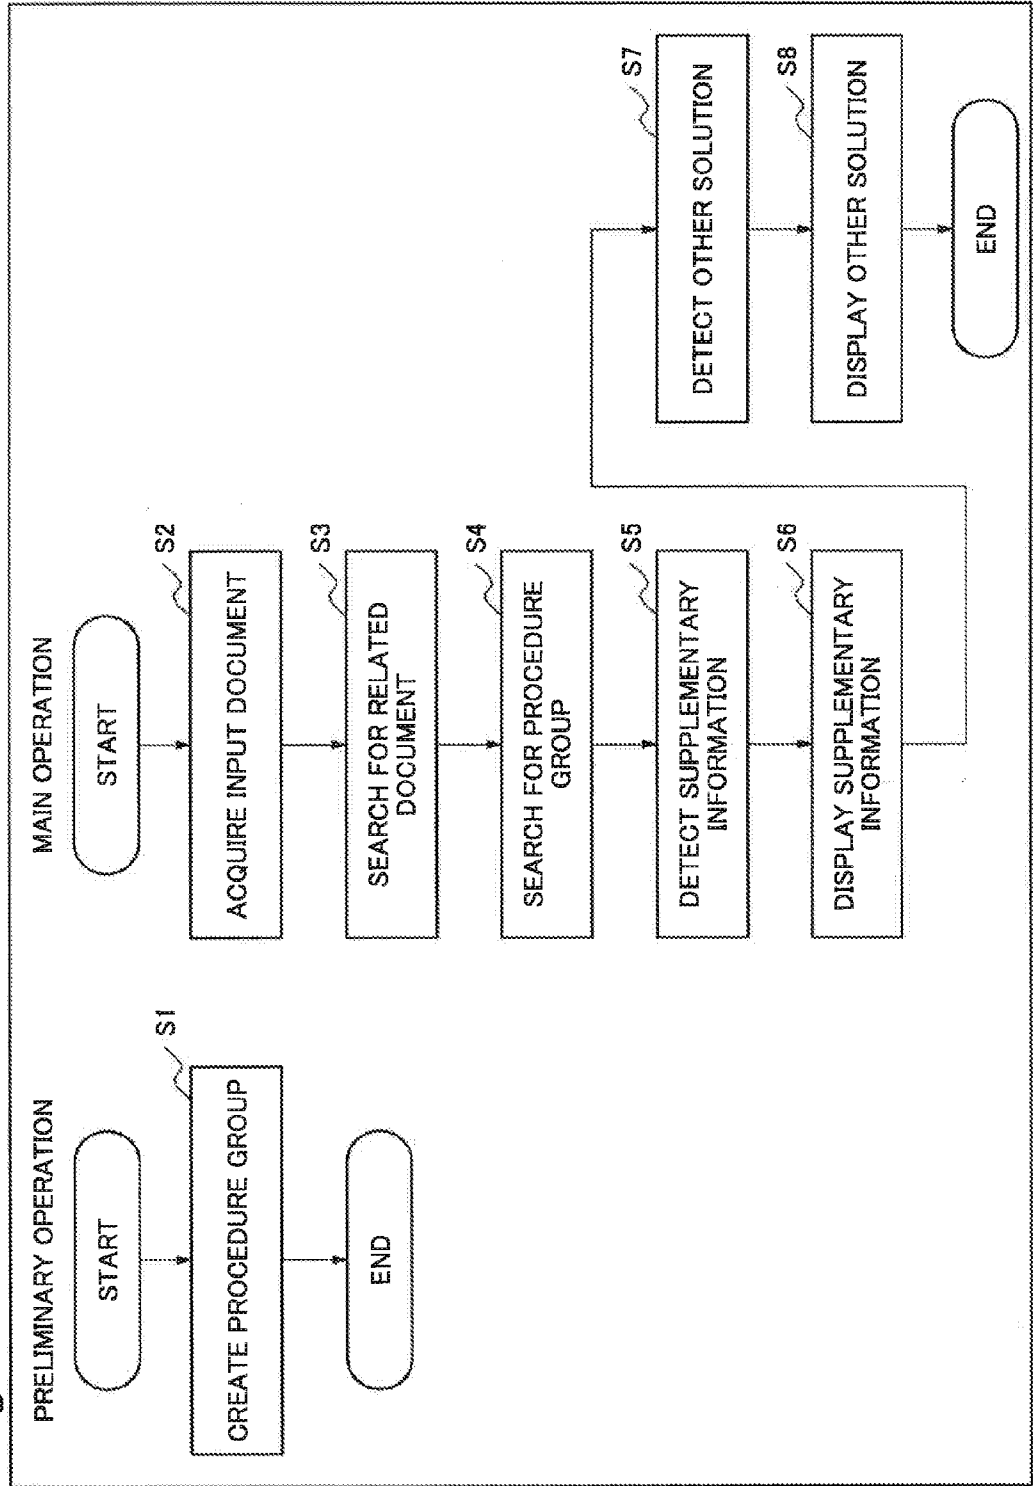 PRELIMINARY OPERATION
START
S1
CREATE PROCEDURE GROUP
END
MAIN OPERATION
START
S2
ACQUIRE INPUT DOCUMENT
S3
SEARCH FOR RELATED
DOCUMENT
S4
SEARCH FOR PROCEDURE
GROUP
S5
DETECT SUPPLEMENTARY
INFORMATION
S6
DISPLAY SUPPLEMENTARY
INFORMATION
S7
DETECT OTHER SOLUTION
S8
DISPLAY OTHER SOLUTION
END